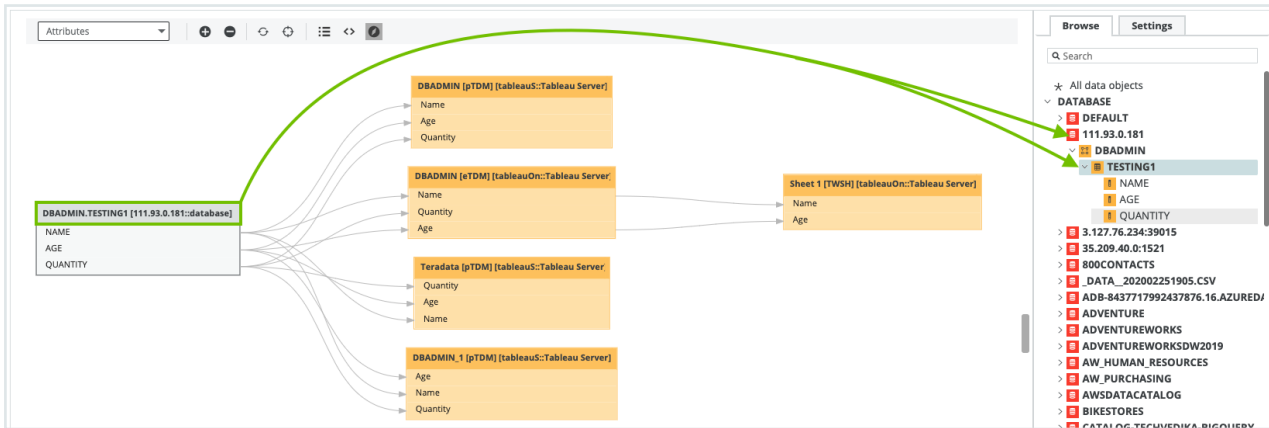 Attributes
Browse
Settings
Search
All data objects
DATABASE
DEFAULT
111.93.0.181
DBADMIN
TESTING1
NAME
AGE
QUANTITY
3.127.76.234:39015
35.209.40.0:1521
800CONTACTS
_DATA__202002251905.CSV
ADB-8437717992437876.16.AZUREDA
ADVENTURE
ADVENTUREWORKS
ADVENTUREWORKSDW2019
AW_HUMAN_RESOURCES
AW_PURCHASING
AWSDATACATALOG
BIKESTORES
CATALOG-TECHVEDIKA-BIGQUERY
DBADMIN.TESTING1 [111.93.0.181::database]
NAME
AGE
QUANTITY
DBADMIN [pTDM] [tableauS::Tableau Server]
Name
Age
Quantity
DBADMIN [eTDM] [tableauOn::Tableau Server]
Name
Quantity
Age
Teradata [pTDM] [tableauS::Tableau Server]
Quantity
Age
Name
DBADMIN_1 [pTDM] [tableauS::Tableau Server]
Age
Name
Quantity
Sheet 1 [TWSH] [tableauOn::Tableau Server]
Name
Age